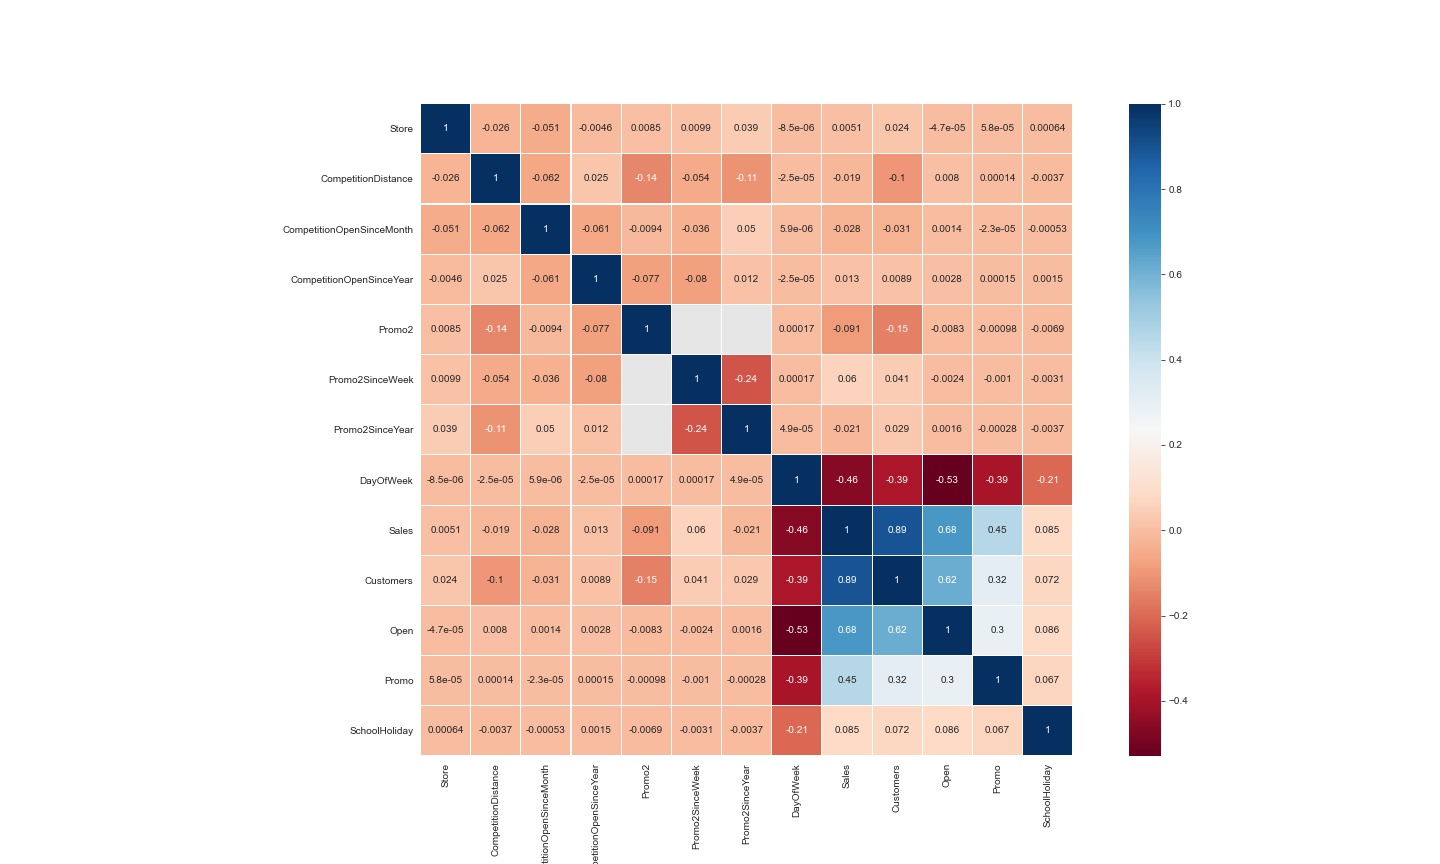 Store 1 -0.026 -0.051 -0.0046 0.0085 0.0099 0.039 -8.5e-06 0.0051 0.024 -4.7e-05 5.8e-05 0.00064
CompetitionDistance -0.026 1 -0.062 0.025 -0.14 -0.054 -0.11 -2.5e-05 -0.019 -0.1 0.008 0.00014 -0.0037
CompetitionOpenSinceMonth -0.051 -0.062 1 -0.061 -0.0094 -0.036 0.05 5.9e-06 -0.028 -0.031 0.0014 -2.3e-05 -0.00053
CompetitionOpenSinceYear -0.0046 0.025 -0.061 1 -0.077 -0.08 0.012 -2.5e-05 0.013 0.0089 0.0028 0.00015 0.0015
Promo2 0.0085 -0.14 -0.0094 -0.077 1 0.00017 -0.091 -0.15 -0.0083 -0.00098 -0.0069
Promo2SinceWeek 0.0099 -0.054 -0.036 -0.08 1 -0.24 0.00017 0.06 0.041 -0.0024 -0.001 -0.0031
Promo2SinceYear 0.039 -0.11 0.05 0.012 -0.24 1 4.9e-05 -0.021 0.029 0.0016 -0.00028 -0.0037
DayOfWeek -8.5e-06 -2.5e-05 5.9e-06 -2.5e-05 0.00017 0.00017 4.9e-05 1 -0.46 -0.39 -0.53 -0.39 -0.21
Sales 0.0051 -0.019 -0.028 0.013 -0.091 0.06 -0.021 -0.46 1 0.89 0.68 0.45 0.085
Customers 0.024 -0.1 -0.031 0.0089 -0.15 0.041 0.029 -0.39 0.89 1 0.62 0.32 0.072
Open -4.7e-05 0.008 0.0014 0.0028 -0.0083 -0.0024 0.0016 -0.53 0.68 0.62 1 0.3 0.086
Promo 5.8e-05 0.00014 -2.3e-05 0.00015 -0.00098 -0.001 -0.00028 -0.39 0.45 0.32 0.3 1 0.067
SchoolHoliday 0.00064 -0.0037 -0.00053 0.0015 -0.0069 -0.0031 -0.0037 -0.21 0.085 0.072 0.086 0.067 1
Store
CompetitionDistance
titionOpenSinceMonth
petitionOpenSinceYear
Promo2
Promo2SinceWeek
Promo2SinceYear
DayOfWeek
Sales
Customers
Open
Promo
SchoolHoliday
1.0
0.8
0.6
0.4
0.2
0.0
−0.2
−0.4